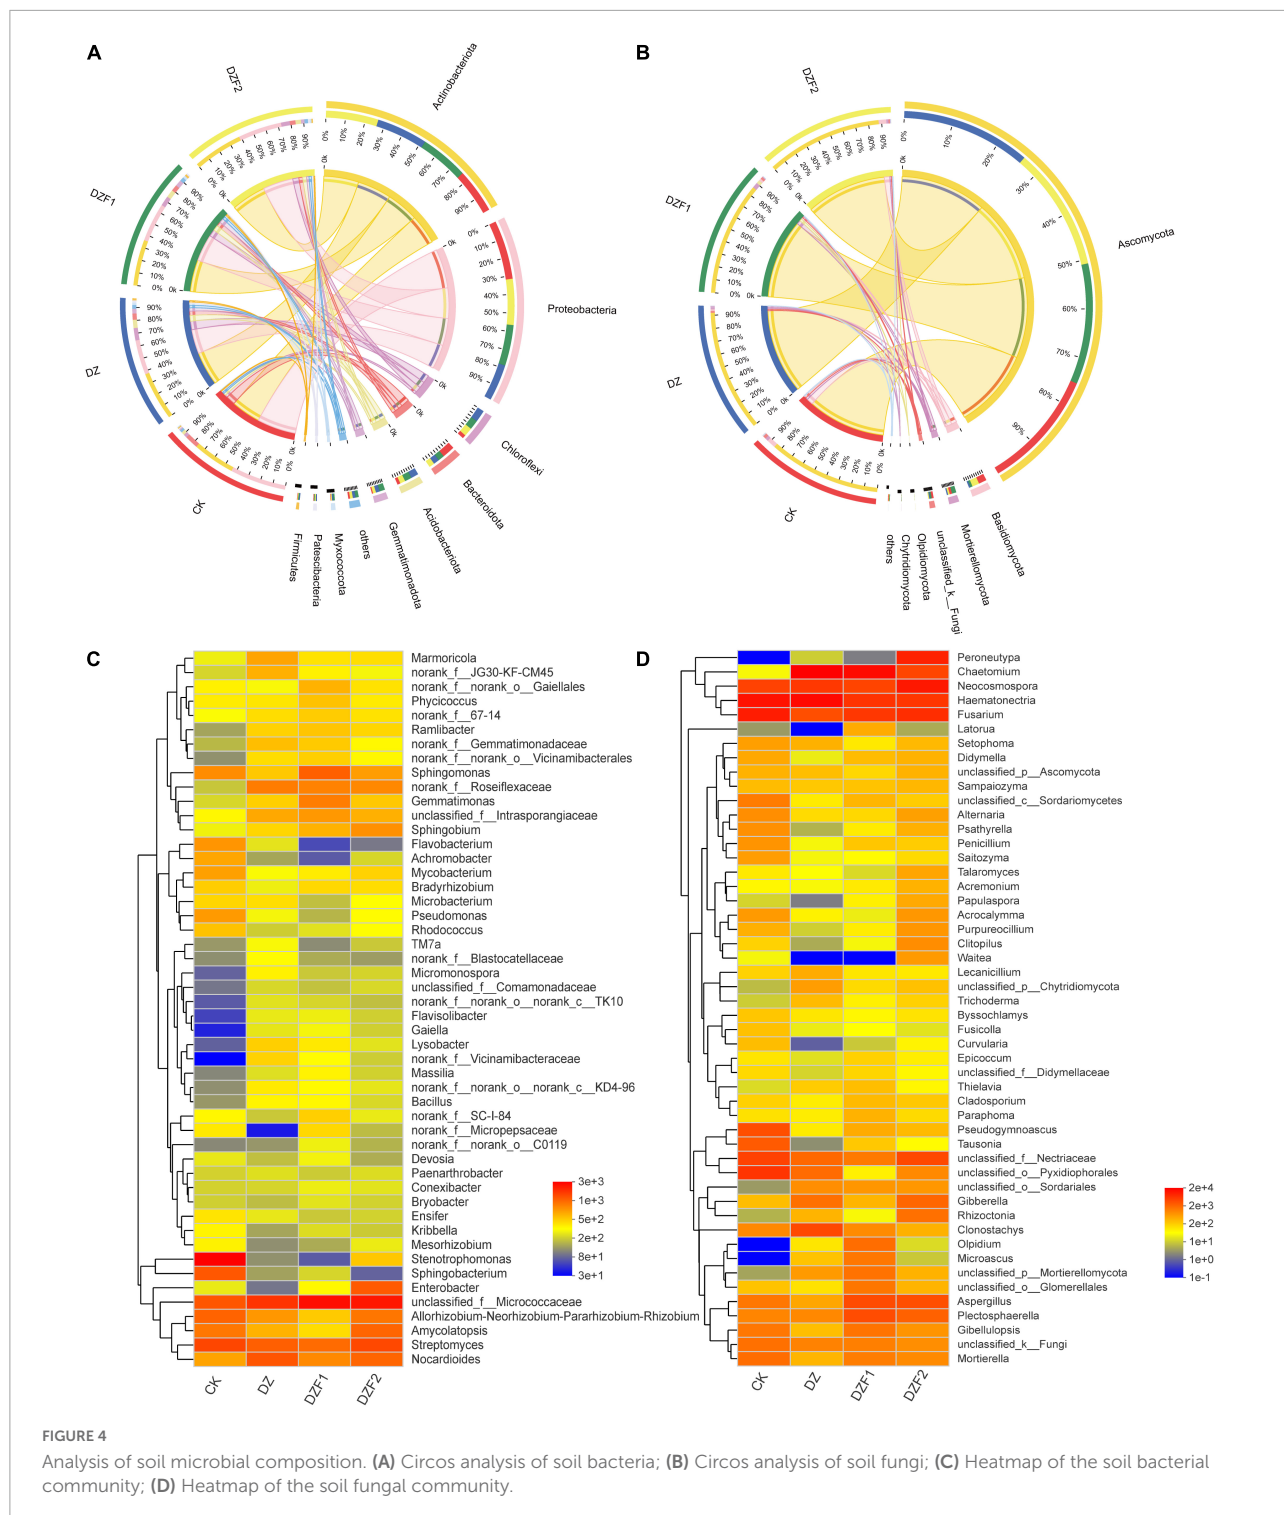 A
B
DZF2
Actinobacteriota
DZF1
Proteobacteria
DZ
Chloroflexi
Bacteroidota
Acidobacteriota
Gemmatimonadota
others
Myxococcota
Patescibacteria
Firmicutes
CK
DZF2
DZF1
Ascomycota
DZ
CK
others
Chytridiomycota
Olpidiomycota
unclassified_k__Fungi
Mortierellomycota
Basidiomycota
C
Marmoricola
norank_f__JG30-KF-CM45
norank_f__norank_o__Gaiellales
Phycicoccus
norank_f__67-14
Ramlibacter
norank_f__Gemmatimonadaceae
norank_f__norank_o__Vicinamibacterales
Sphingomonas
norank_f__Roseiflexaceae
Gemmatimonas
unclassified_f__Intrasporangiaceae
Sphingobium
Flavobacterium
Achromobacter
Mycobacterium
Bradyrhizobium
Microbacterium
Pseudomonas
Rhodococcus
TM7a
norank_f__Blastocatellaceae
Micromonospora
unclassified_f__Comamonadaceae
norank_f__norank_o__norank_c__TK10
Flavisolibacter
Gaiella
Lysobacter
norank_f__Vicinamibacteraceae
Massilia
norank_f__norank_o__norank_c__KD4-96
Bacillus
norank_f__SC-I-84
norank_f__Micropepsaceae
norank_f__norank_o__C0119
Devosia
Paenarthrobacter
Conexibacter
Bryobacter
Ensifer
Kribbella
Mesorhizobium
Stenotrophomonas
Sphingobacterium
Enterobacter
unclassified_f__Micrococcaceae
Allorhizobium-Neorhizobium-Pararhizobium-Rhizobium
Amycolatopsis
Streptomyces
Nocardioides
3e+3
1e+3
5e+2
2e+2
8e+1
3e+1
CK DZ DZF1 DZF2
D
Peroneutypa
Chaetomium
Neocosmospora
Haematonectria
Fusarium
Latorua
Setophoma
Didymella
unclassified_p__Ascomycota
Sampaiozyma
unclassified_c__Sordariomycetes
Alternaria
Psathyrella
Penicillium
Saitozyma
Talaromyces
Acremonium
Papulaspora
Acrocalymma
Purpureocillium
Clitopilus
Waitea
Lecanicillium
unclassified_p__Chytridiomycota
Trichoderma
Byssochlamys
Fusicolla
Curvularia
Epicoccum
unclassified_f__Didymellaceae
Thielavia
Cladosporium
Paraphoma
Pseudogymnoascus
Tausonia
unclassified_f__Nectriaceae
unclassified_o__Pyxidiophorales
unclassified_o__Sordariales
Gibberella
Rhizoctonia
Clonostachys
Olpidium
Microascus
unclassified_p__Mortierellomycota
unclassified_o__Glomerellales
Aspergillus
Plectosphaerella
Gibellulopsis
unclassified_k__Fungi
Mortierella
2e+4
2e+3
2e+2
1e+1
1e+0
1e-1
CK DZ DZF1 DZF2
FIGURE 4
Analysis of soil microbial composition. (A) Circos analysis of soil bacteria; (B) Circos analysis of soil fungi; (C) Heatmap of the soil bacterial
community; (D) Heatmap of the soil fungal community.